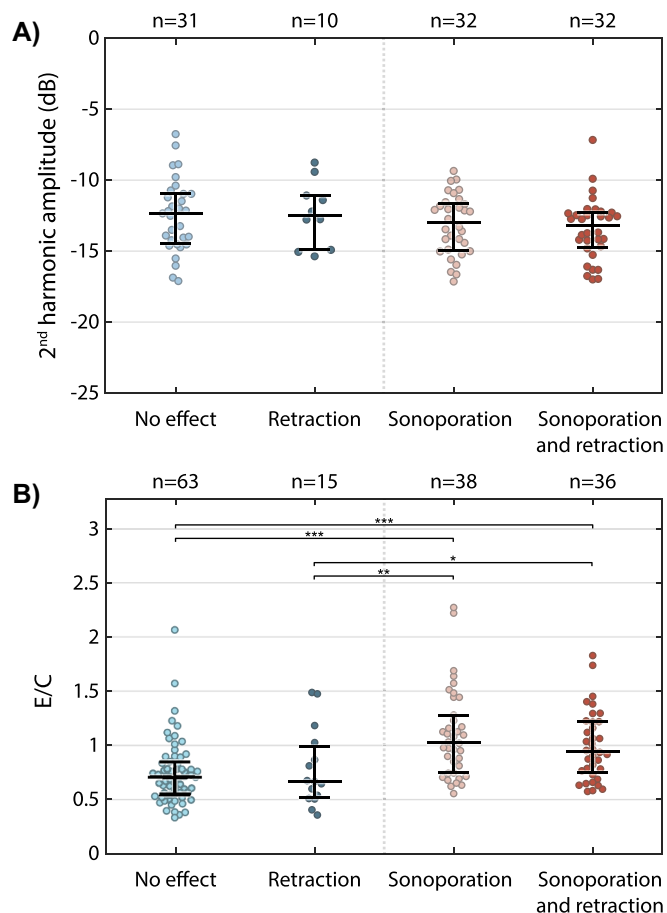 A)
n=31 n=10 n=32 n=32
2nd harmonic amplitude (dB)
0
-5
-10
-15
-20
-25
No effect Retraction Sonoporation Sonoporation
and retraction
B)
n=63 n=15 n=38 n=36
E/C
3
2.5
2
1.5
1
0.5
0
***
***
*
**
No effect Retraction Sonoporation Sonoporation
and retraction